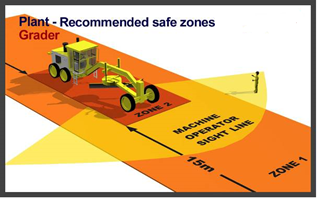 Plant - Recommended safe zones
Grader
ZONE 2
MACHINE
OPERATOR
SIGHT LINE
15m
ZONE 1